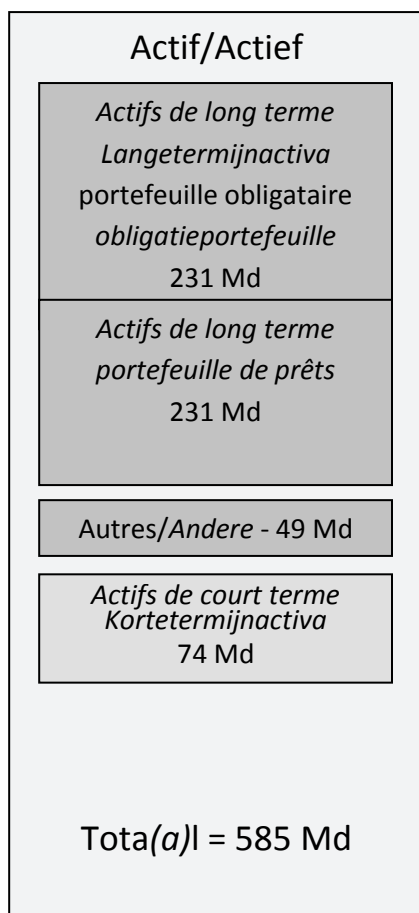 Actif/Actief
Actifs de long terme
Langetermijnactiva
portefeuille obligataire
obligatieportefeuille
231 Md
Actifs de long terme
portefeuille de prêts
231 Md
Autres/Andere - 49 Md
Actifs de court terme
Kortetermijnactiva
74 Md
Tota(a)l = 585 Md